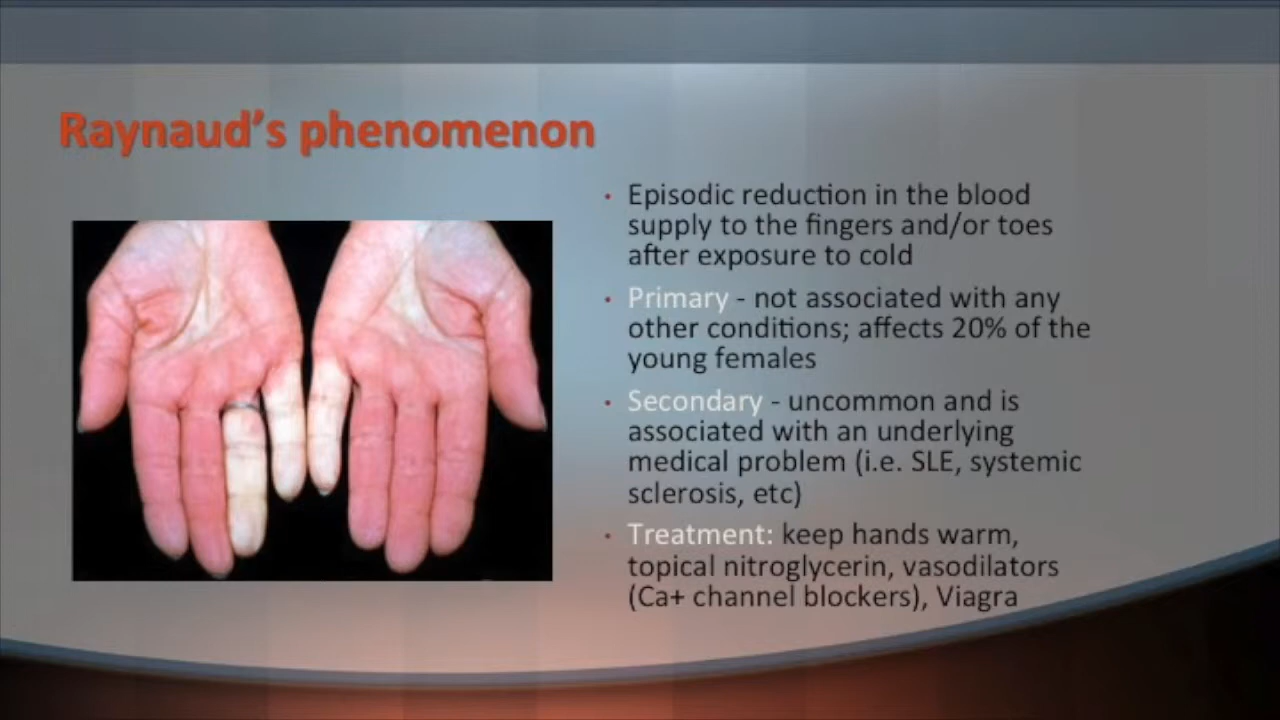 Raynaud's phenomenon
• Episodic reduction in the blood
supply to the fingers and/or toes
after exposure to cold
• Primary - not associated with any
other conditions; affects 20% of the
young females
• Secondary - uncommon and is
associated with an underlying
medical problem (i.e. SLE, systemic
sclerosis, etc)
• Treatment: keep hands warm,
topical nitroglycerin, vasodilators
(Ca+ channel blockers), Viagra